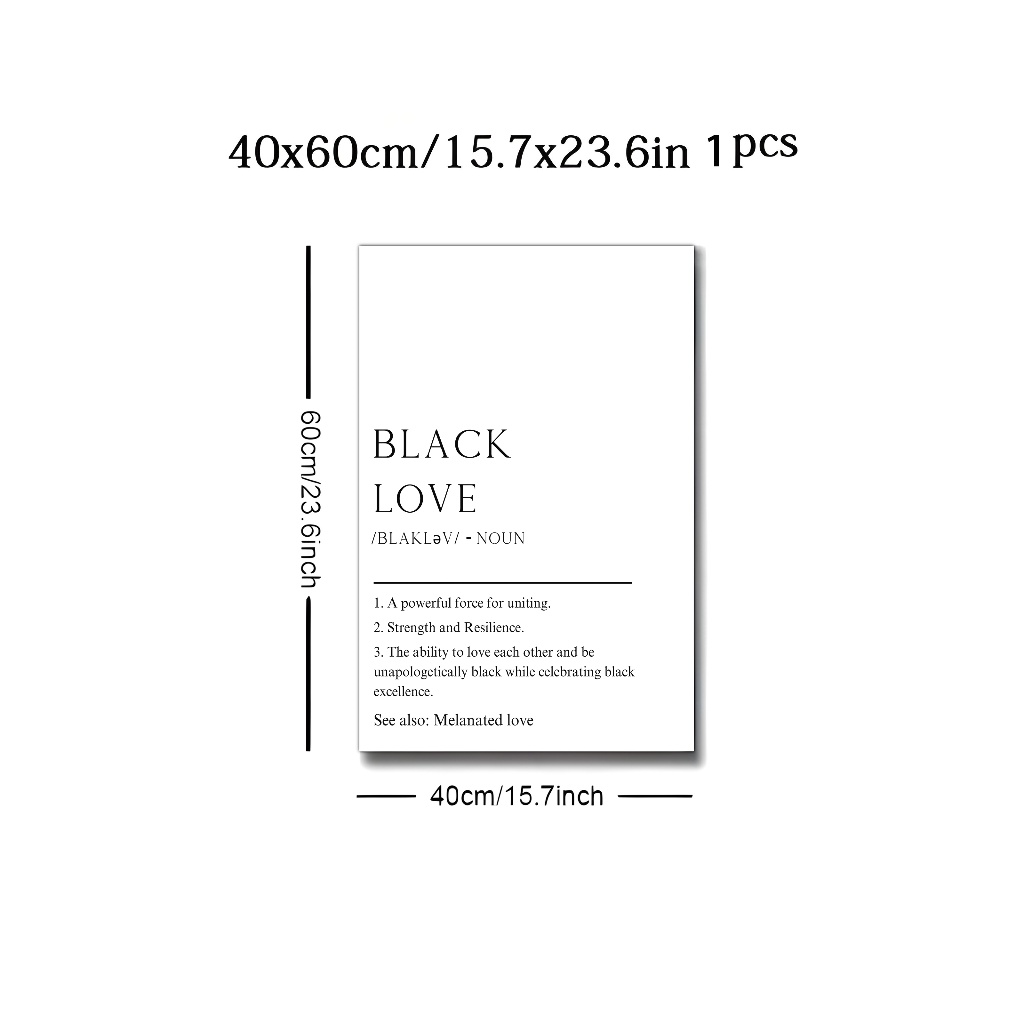 40x60cm/15.7x23.6in 1pcs
60cm/23.6inch
BLACK
LOVE
/BLAKLəV/ - NOUN
1. A powerful force for uniting.
2. Strength and Resilience.
3. The ability to love each other and be
unapologetically black while celebrating black
excellence.
See also: Melanated love
40cm/15.7inch